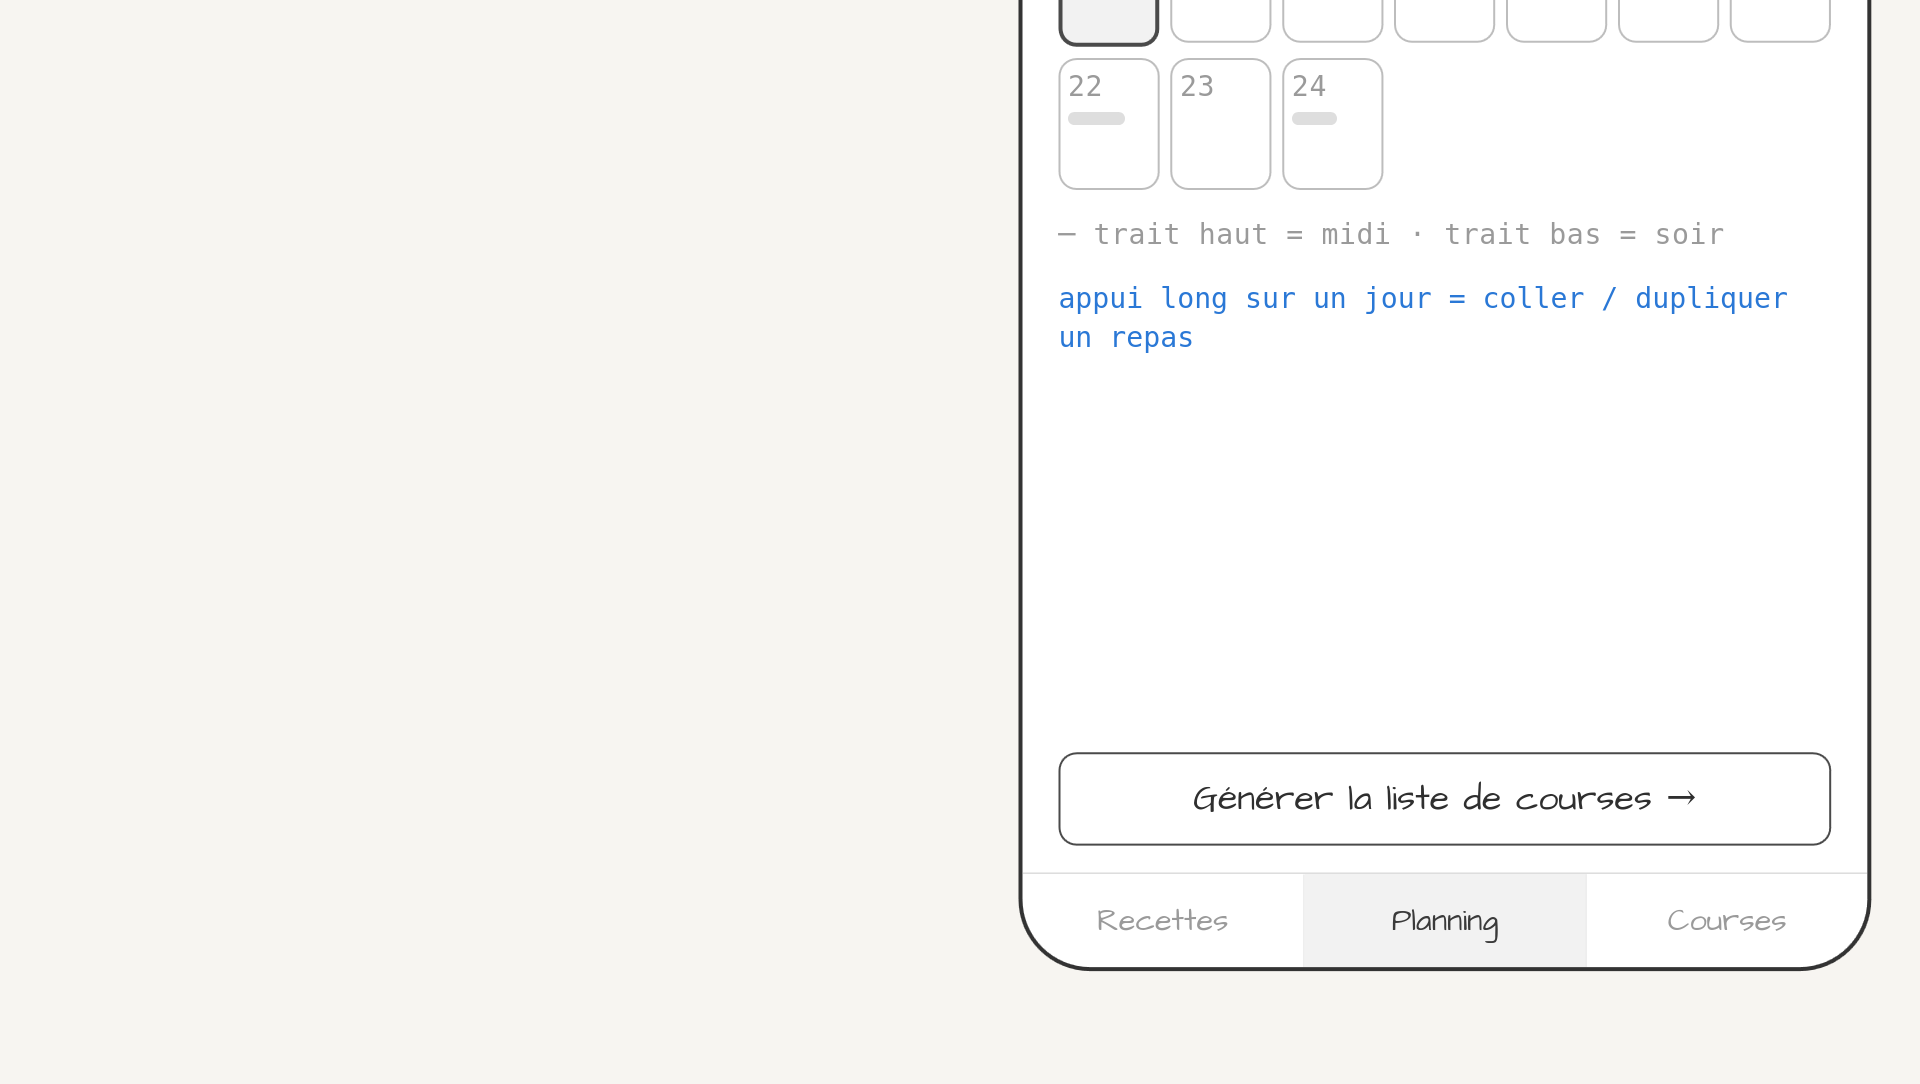 22 23 24
— trait haut = midi · trait bas = soir
appui long sur un jour = coller / dupliquer
un repas
Générer la liste de courses →
Recettes Planning Courses